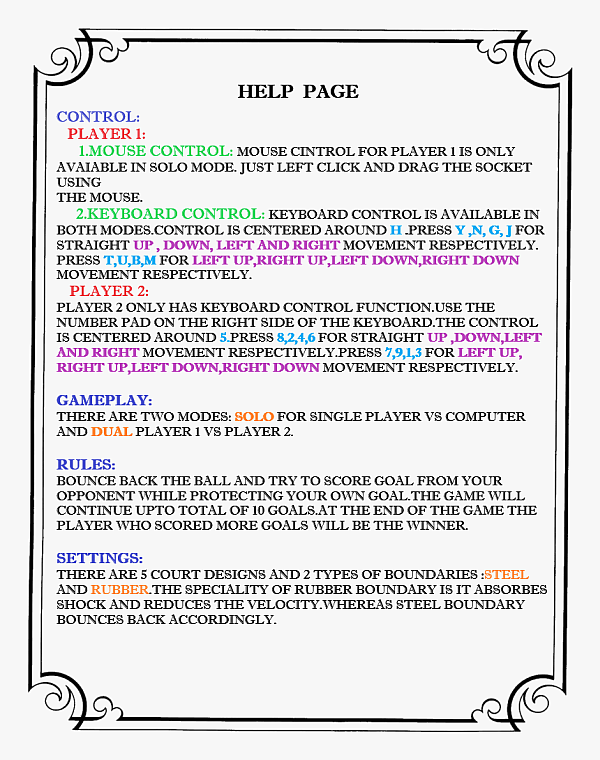 HELP PAGE
CONTROL:
PLAYER 1:
1.MOUSE CONTROL: MOUSE CINTROL FOR PLAYER 1 IS ONLY
AVAIABLE IN SOLO MODE. JUST LEFT CLICK AND DRAG THE SOCKET
USING
THE MOUSE.
2.KEYBOARD CONTROL: KEYBOARD CONTROL IS AVAILABLE IN
BOTH MODES.CONTROL IS CENTERED AROUND H .PRESS Y ,N, G, J FOR
STRAIGHT UP , DOWN, LEFT AND RIGHT MOVEMENT RESPECTIVELY.
PRESS T,U,B,M FOR LEFT UP,RIGHT UP,LEFT DOWN,RIGHT DOWN
MOVEMENT RESPECTIVELY.
PLAYER 2:
PLAYER 2 ONLY HAS KEYBOARD CONTROL FUNCTION.USE THE
NUMBER PAD ON THE RIGHT SIDE OF THE KEYBOARD.THE CONTROL
IS CENTERED AROUND 5.PRESS 8,2,4,6 FOR STRAIGHT UP ,DOWN,LEFT
AND RIGHT MOVEMENT RESPECTIVELY.PRESS 7,9,1,3 FOR LEFT UP,
RIGHT UP,LEFT DOWN,RIGHT DOWN MOVEMENT RESPECTIVELY.
GAMEPLAY:
THERE ARE TWO MODES: SOLO FOR SINGLE PLAYER VS COMPUTER
AND DUAL PLAYER 1 VS PLAYER 2.
RULES:
BOUNCE BACK THE BALL AND TRY TO SCORE GOAL FROM YOUR
OPPONENT WHILE PROTECTING YOUR OWN GOAL.THE GAME WILL
CONTINUE UPTO TOTAL OF 10 GOALS.AT THE END OF THE GAME THE
PLAYER WHO SCORED MORE GOALS WILL BE THE WINNER.
SETTINGS:
THERE ARE 5 COURT DESIGNS AND 2 TYPES OF BOUNDARIES :STEEL
AND RUBBER.THE SPECIALITY OF RUBBER BOUNDARY IS IT ABSORBES
SHOCK AND REDUCES THE VELOCITY.WHEREAS STEEL BOUNDARY
BOUNCES BACK ACCORDINGLY.